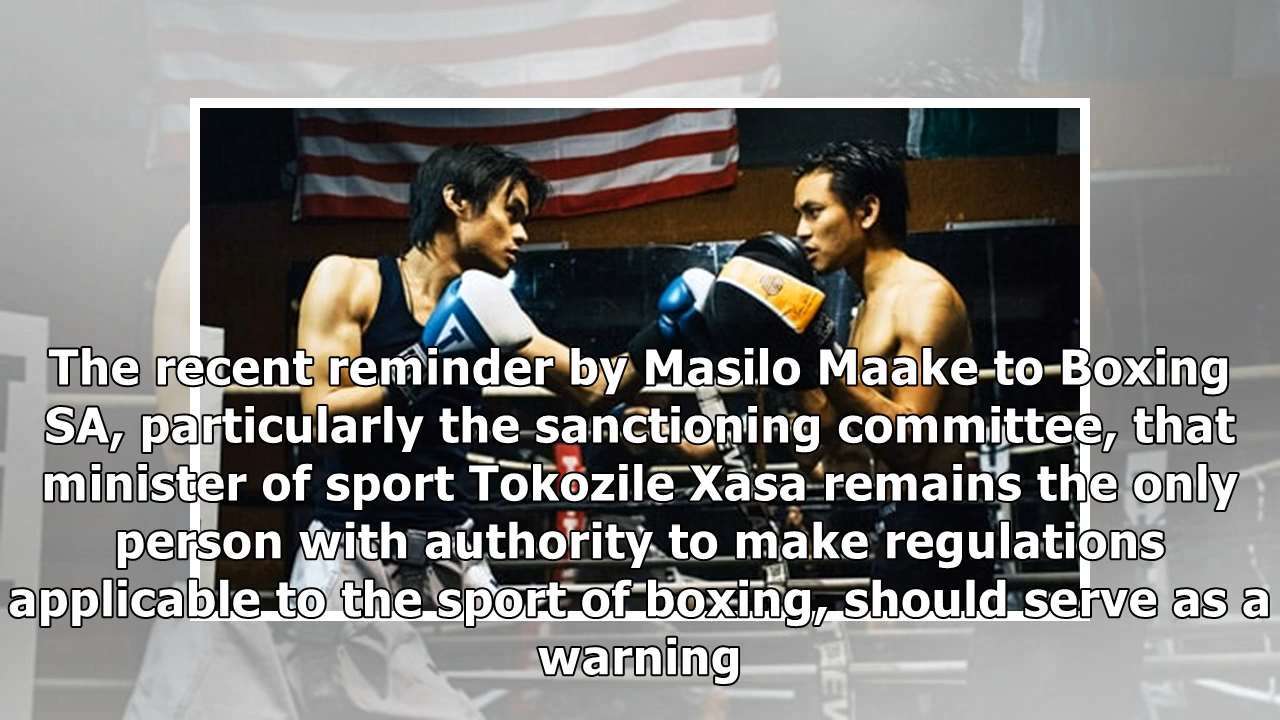 The recent reminder by Masilo Maake to Boxing
SA, particularly the sanctioning committee, that
minister of sport Tokozile Xasa remains the only
person with authority to make regulations
applicable to the sport of boxing, should serve as a
warning